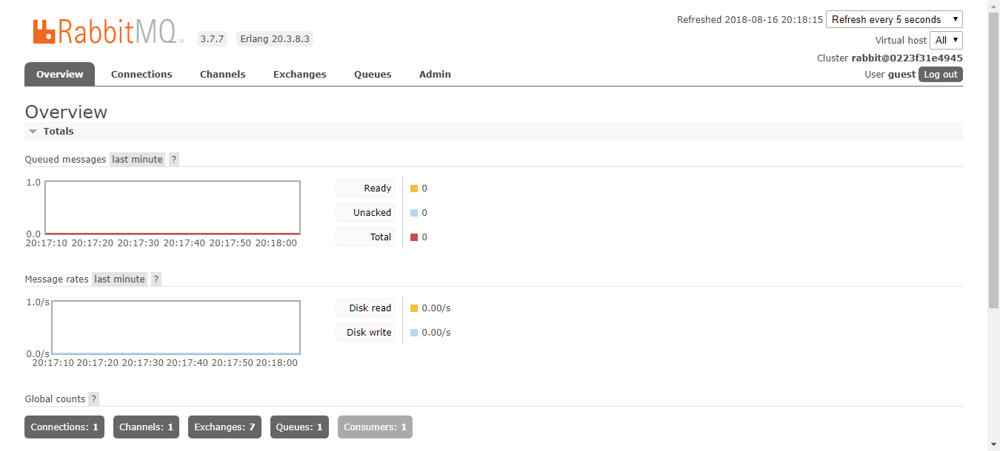 RabbitMQ™ 3.7.7 Erlang 20.3.8.3
Refreshed 2018-08-16 20:18:15 Refresh every 5 seconds
Virtual host All
Cluster rabbit@0223f31e4945
User guest Log out
Overview Connections Channels Exchanges Queues Admin
Overview
Totals
Queued messages last minute ?
1.0
0.0
20:17:10 20:17:20 20:17:30 20:17:40 20:17:50 20:18:00
Ready 0
Unacked 0
Total 0
Message rates last minute ?
1.0/s
0.0/s
20:17:10 20:17:20 20:17:30 20:17:40 20:17:50 20:18:00
Disk read 0.00/s
Disk write 0.00/s
Global counts ?
Connections: 1 Channels: 1 Exchanges: 7 Queues: 1 Consumers: 1